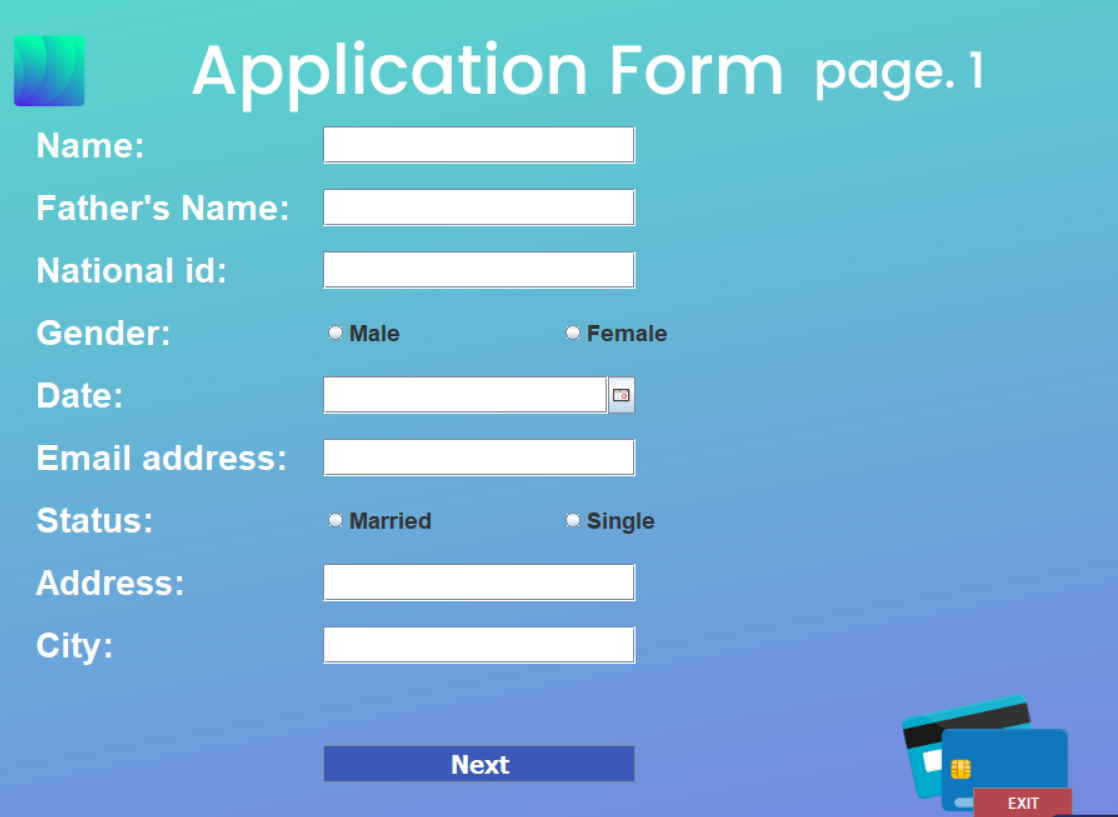 Application Form page. 1
Name:
Father's Name:
National id:
Gender: Male Female
Date:
Email address:
Status: Married Single
Address:
City:
Next
EXIT